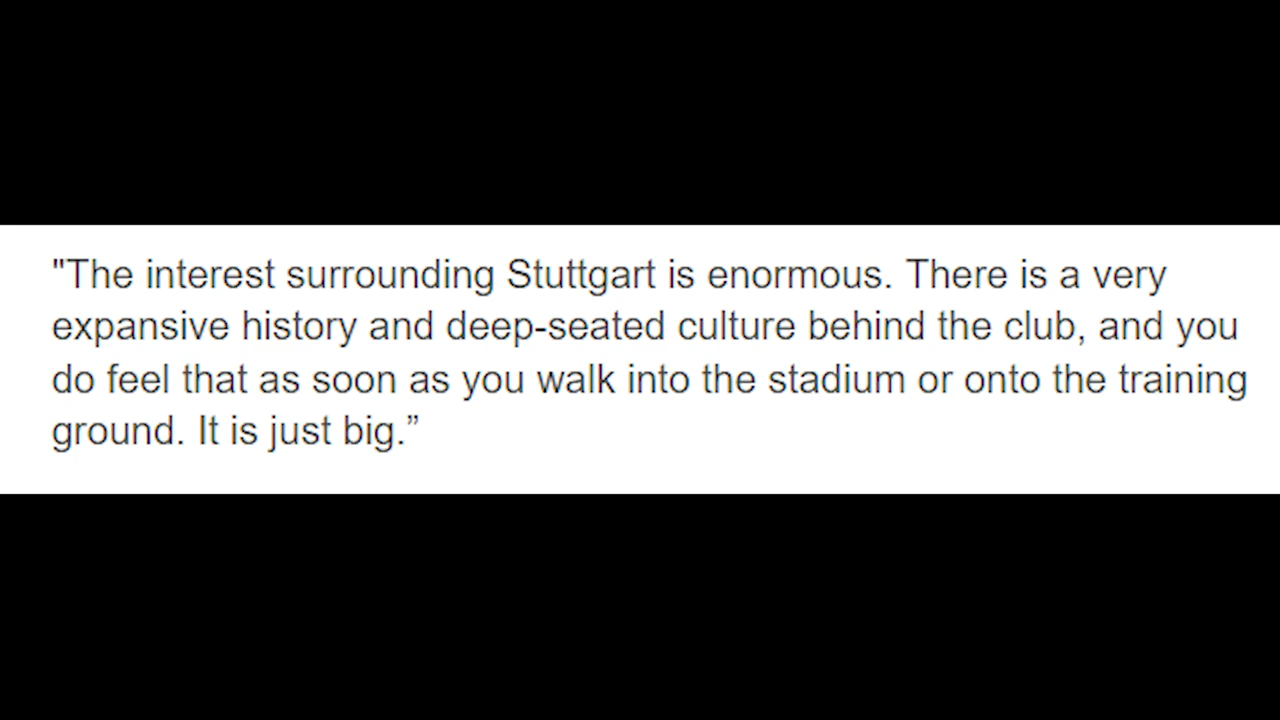 "The interest surrounding Stuttgart is enormous. There is a very
expansive history and deep-seated culture behind the club, and you
do feel that as soon as you walk into the stadium or onto the training
ground. It is just big.”